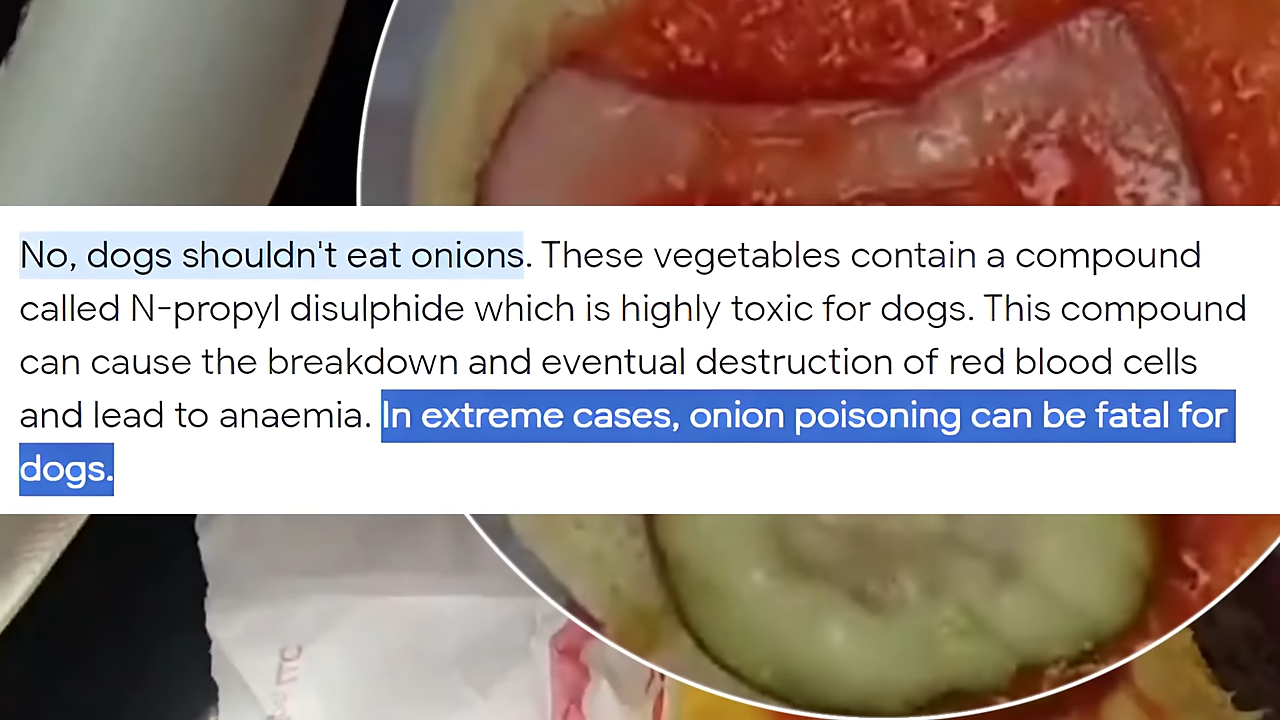 No, dogs shouldn't eat onions. These vegetables contain a compound
called N-propyl disulphide which is highly toxic for dogs. This compound
can cause the breakdown and eventual destruction of red blood cells
and lead to anaemia. In extreme cases, onion poisoning can be fatal for
dogs.